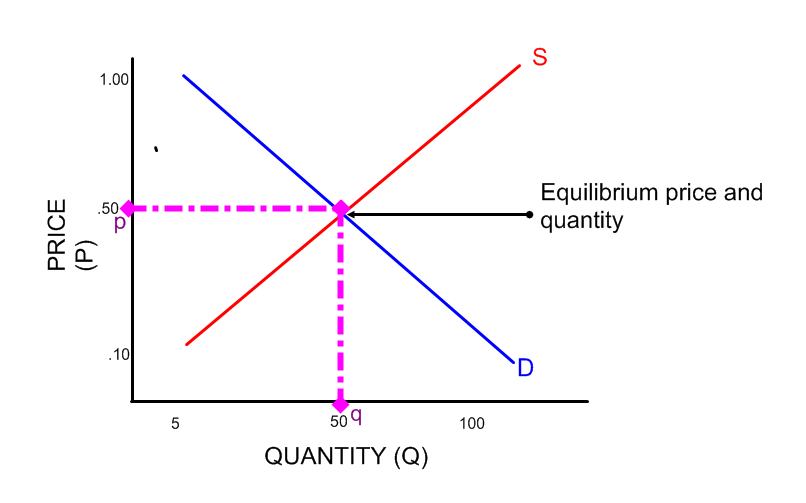 S
1.00
Equilibrium price and
quantity
.50
p
PRICE
(P)
.10
D
q
5
50
100
QUANTITY (Q)